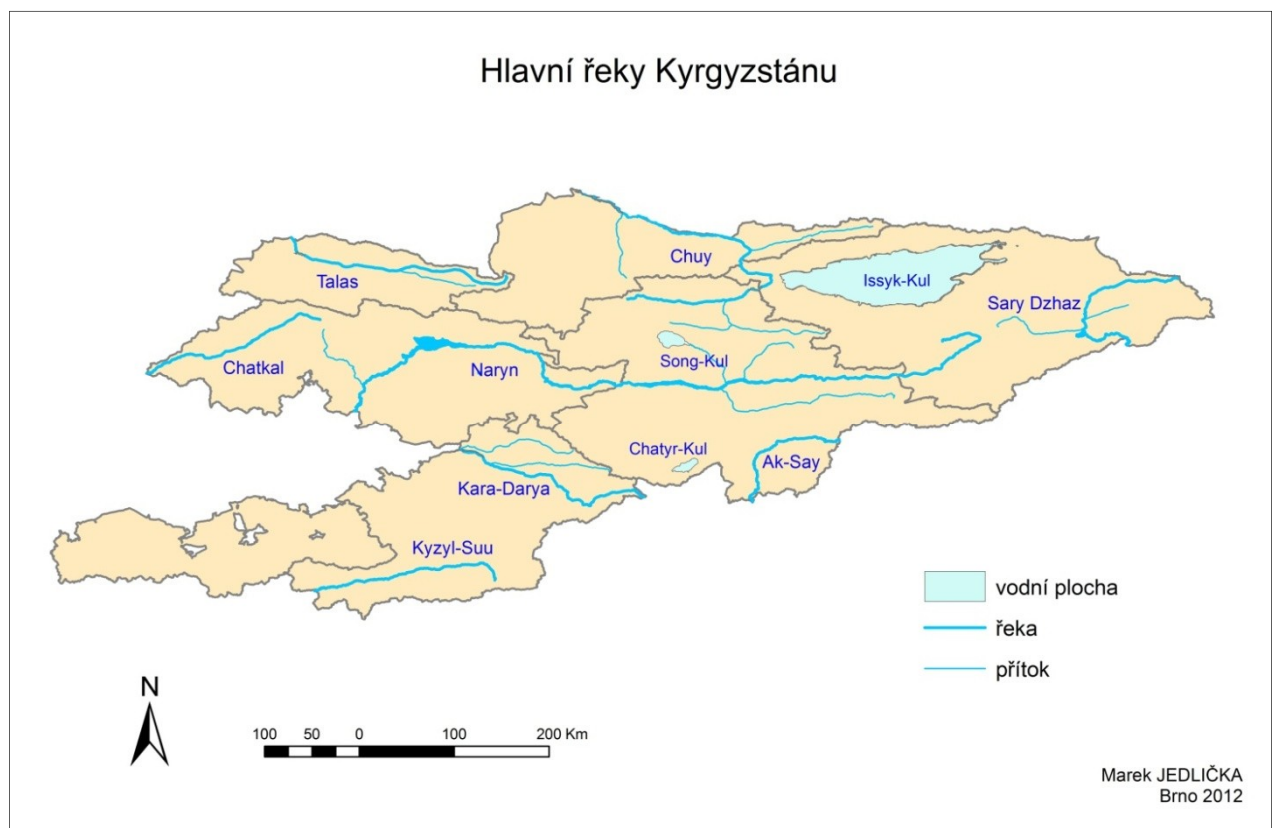 Hlavní řeky Kyrgyzstánu
Chuy
Talas
Issyk-Kul
Sary Dzhaz
Chatkal
Naryn
Song-Kul
Chatyr-Kul
Ak-Say
Kara-Darya
Kyzyl-Suu
vodní plocha
řeka
přítok
N
100 50 0 100 200 Km
Marek JEDLIČKA
Brno 2012